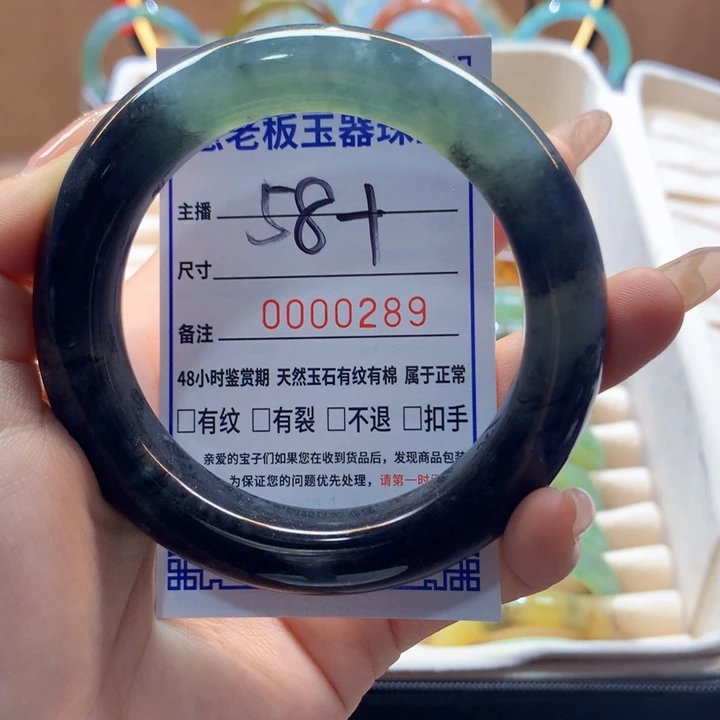 老板玉器珠
主播
58+
尺寸
备注
0000289
48小时鉴赏期 天然玉石有纹有棉 属于正常
□有纹 □有裂 □不退 □扣手
亲爱的宝子们如果您在收到货品后，发现商品包装
为保证您的问题优先处理，请第一时